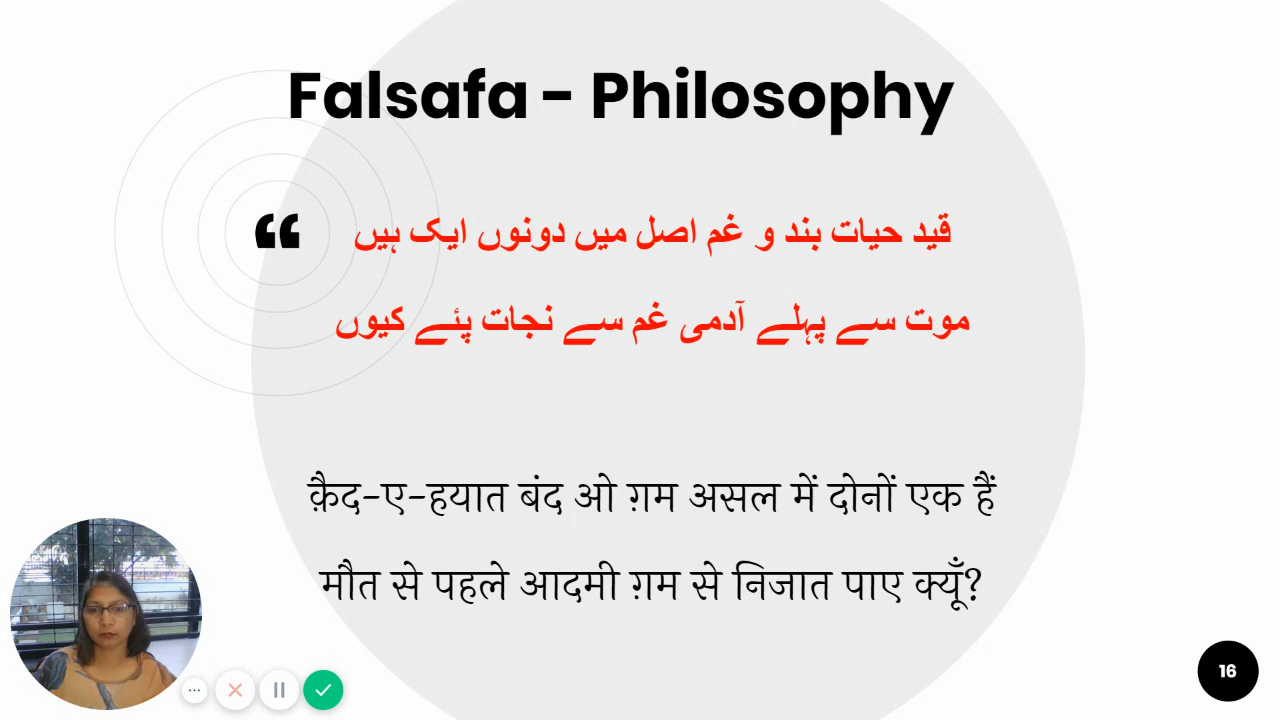 Falsafa - Philosophy
“
قید حیات بند و غم اصل میں دونوں ایک ہیں
موت سے پہلے آدمی غم سے نجات پئے کیوں
क़ैद-ए-हयात बंद ओ ग़म असल में दोनों एक हैं
मौत से पहले आदमी ग़म से निजात पाए क्यूँ?
16